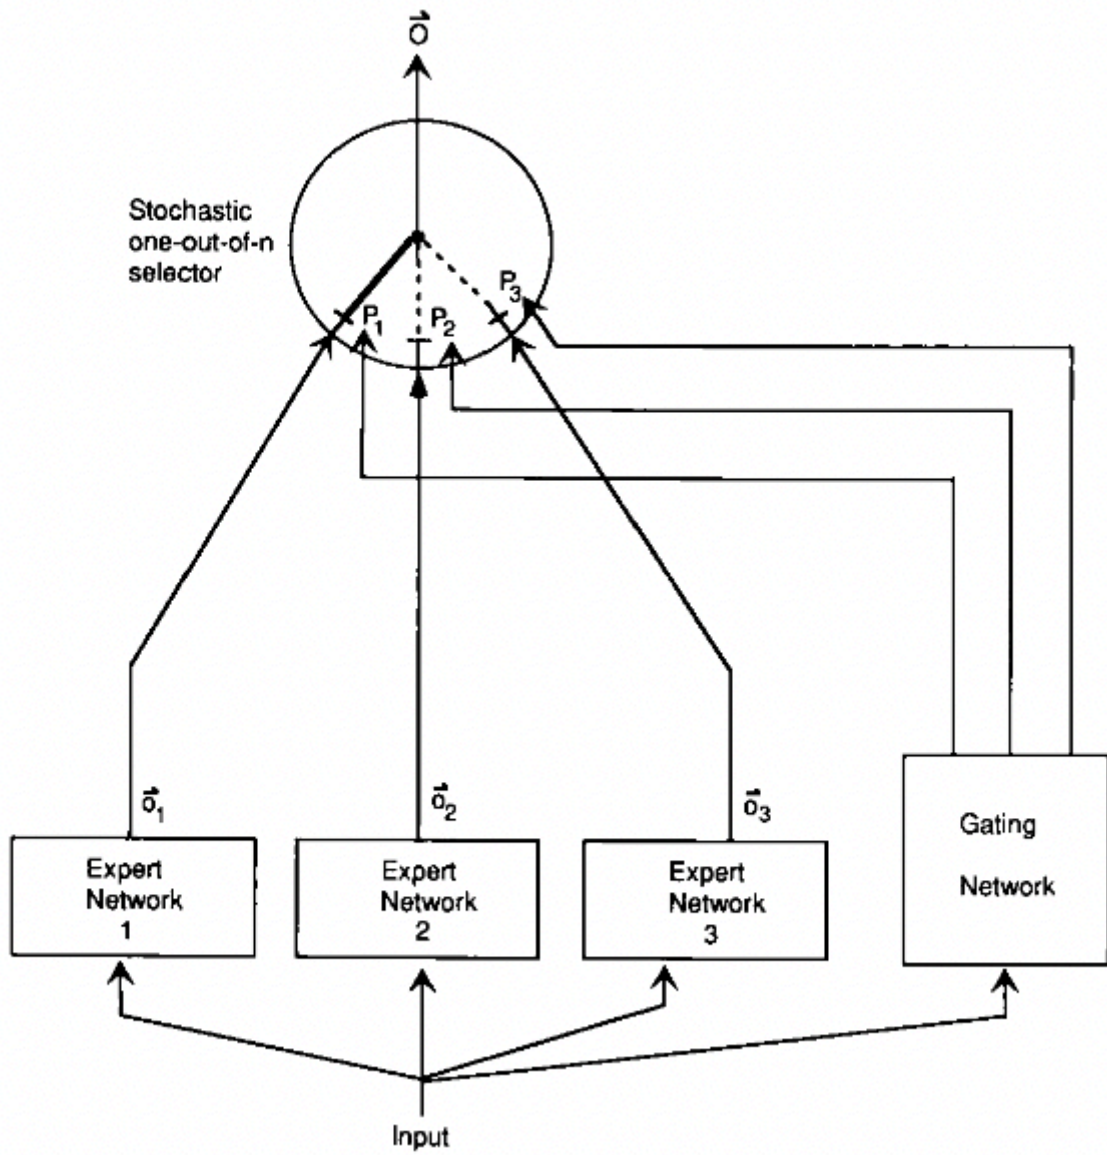 O⃗
Stochastic
one-out-of-n
selector
P₁
P₂
P₃
o⃗₁
o⃗₂
o⃗₃
Expert
Network
1
Expert
Network
2
Expert
Network
3
Gating
Network
Input